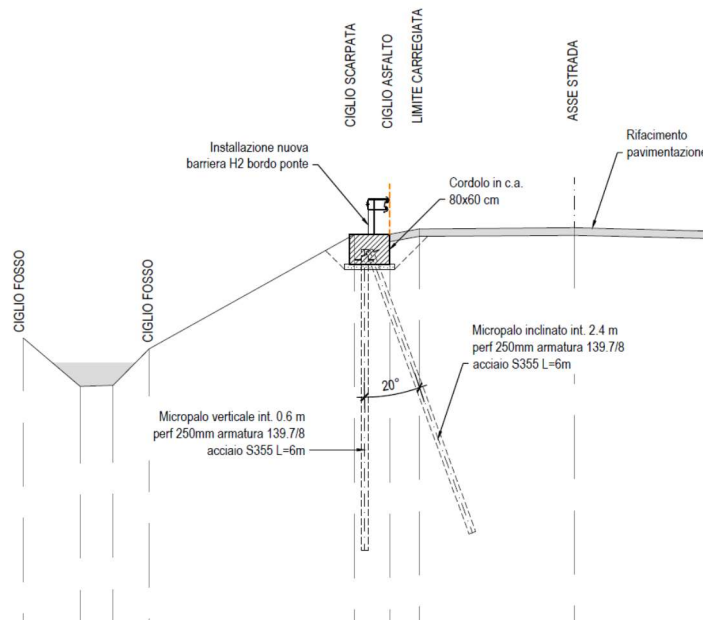 CIGLIO SCARPATA
CIGLIO ASFALTO
LIMITE CARREGIATA
ASSE STRADA
Installazione nuova
barriera H2 bordo ponte
Cordolo in c.a.
80x60 cm
Rifacimento
pavimentazione
CIGLIO FOSSO
CIGLIO FOSSO
Micropalo inclinato int. 2.4 m
perf 250mm armatura 139.7/8
acciaio S355 L=6m
20°
Micropalo verticale int. 0.6 m
perf 250mm armatura 139.7/8
acciaio S355 L=6m